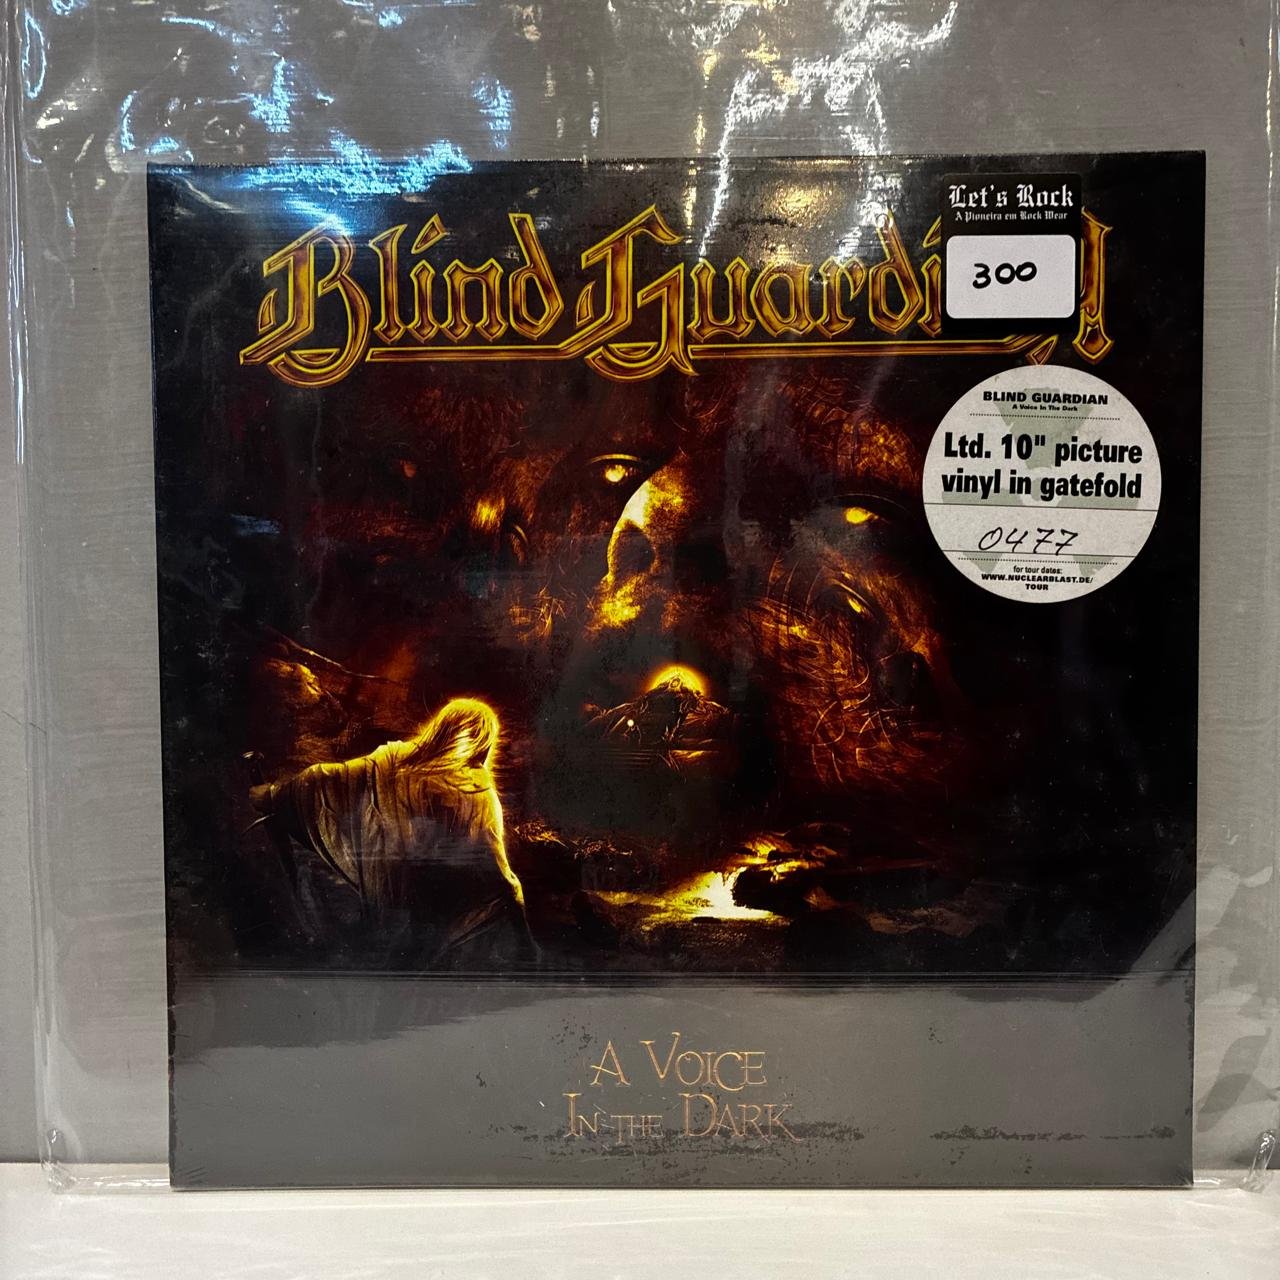 Let's Rock
A Pioneira em Rock Wear
300
Blind Guardi
BLIND GUARDIAN
A Voice In The Dark
Ltd. 10" picture
vinyl in gatefold
0477
for tour dates:
WWW.NUCLEARBLAST.DE/
TOUR
A VOICE
IN THE DARK